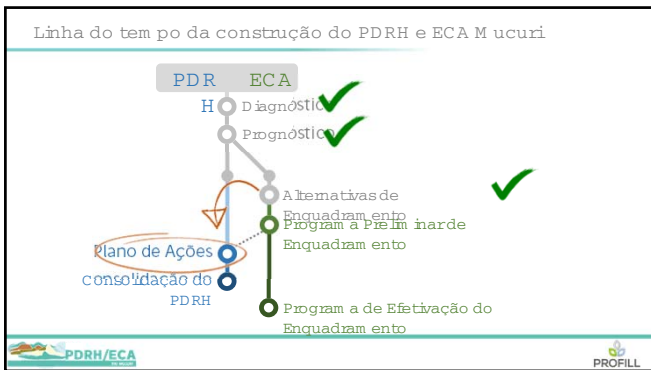 Linha do tempo da construção do PDRH e ECA Mucuri
PDR ECA
H
Diagnóstico
Prognóstico
Alternativas de
Enquadramento
Programa Preliminar de
Enquadramento
Plano de Ações
Consolidação do
PDRH
Programa de Efetivação do
Enquadramento
PDRH/ECA
PROFILL